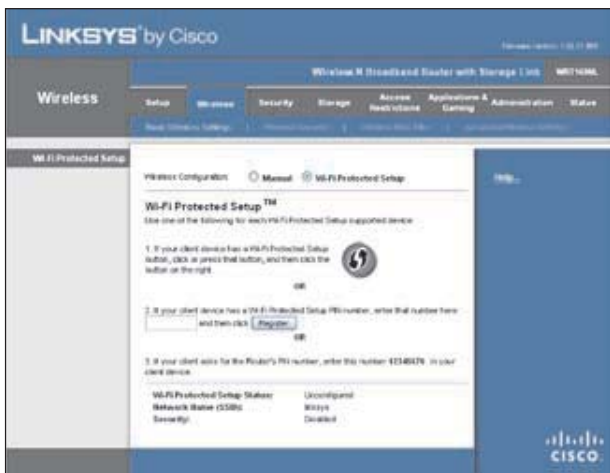 LINKSYS by Cisco
Wireless-N Broadband Router with Storage Link
Wireless
Setup
Wireless
Security
Storage
Access Restrictions
Applications & Gaming
Administration
Status
Basic Wireless Settings
Wi-Fi Protected Setup
Wireless Configuration: Manual Wi-Fi Protected Setup
Help...
Wi-Fi Protected Setup™
Use one of the following for each Wi-Fi Protected Setup supported device:
1. If your client device has a Wi-Fi Protected Setup
button, click or press that button, and then click the
button on the right.
OR
2. If your client device has a Wi-Fi Protected Setup PIN number, enter that number here
and then click Register
OR
3. If your client asks for the Router's PIN number, enter this number 12345670 in your
client device.
Wi-Fi Protected Setup Status: Unconfigured
Network Name (SSID): linksys
Security: Disabled
CISCO